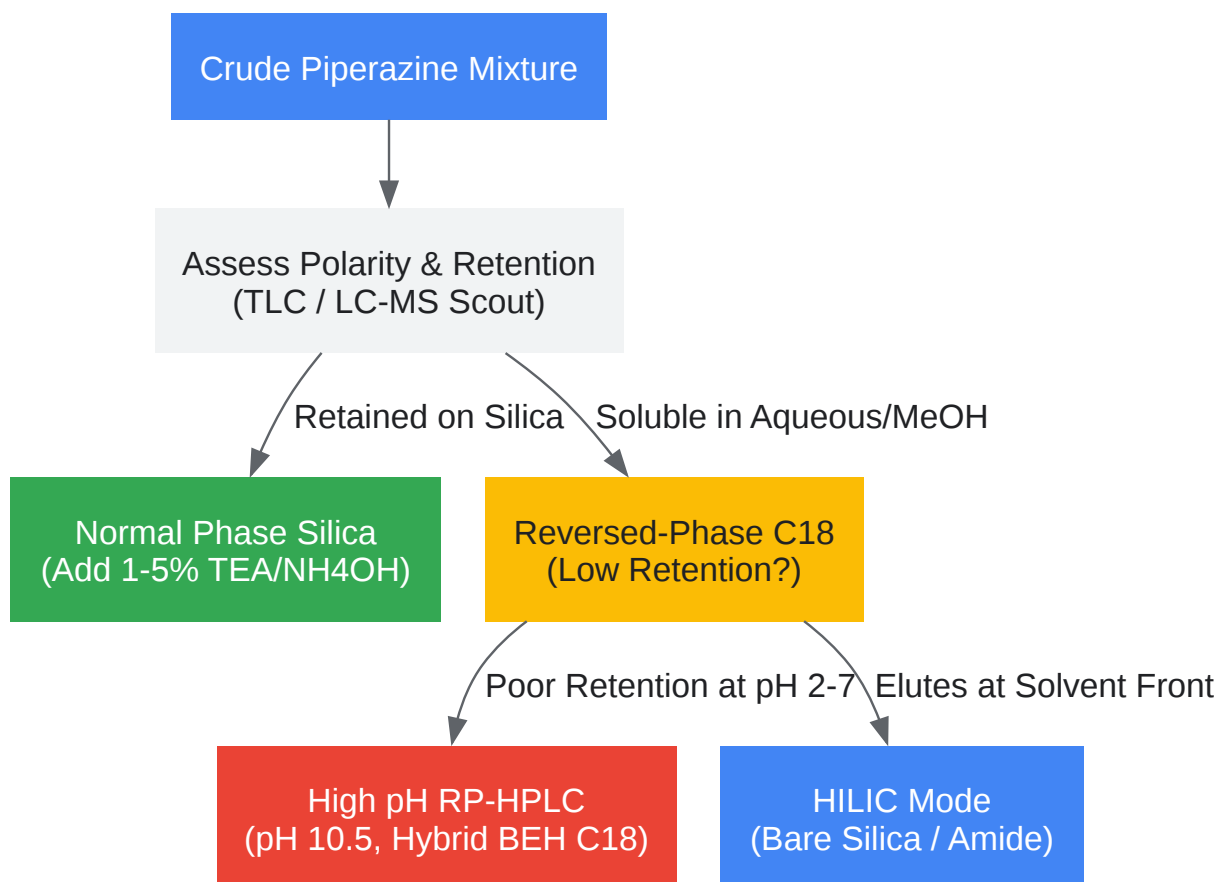 Crude Piperazine Mixture
Assess Polarity & Retention
(TLC / LC-MS Scout)
Retained on Silica
Soluble in Aqueous/MeOH
Normal Phase Silica
(Add 1-5% TEA/NH4OH)
Reversed-Phase C18
(Low Retention?)
Poor Retention at pH 2-7
Elutes at Solvent Front
High pH RP-HPLC
(pH 10.5, Hybrid BEH C18)
HILIC Mode
(Bare Silica / Amide)